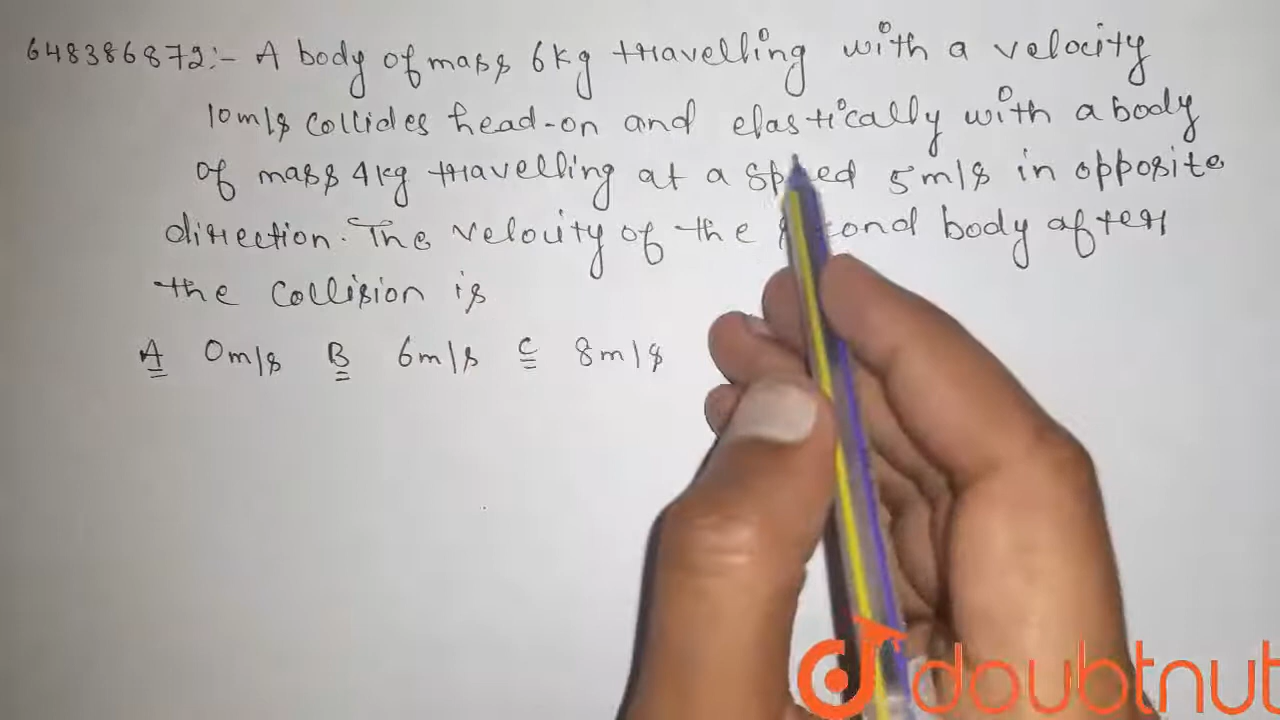 648386872:- A body of mass 6kg travelling with a velocity
10m/s collides head-on and elastically with a body
of mass 4kg travelling at a speed 5m/s in opposite
direction. The velocity of the second body after
the collision is
A 0m/s B 6m/s C 8m/s
doubtnut